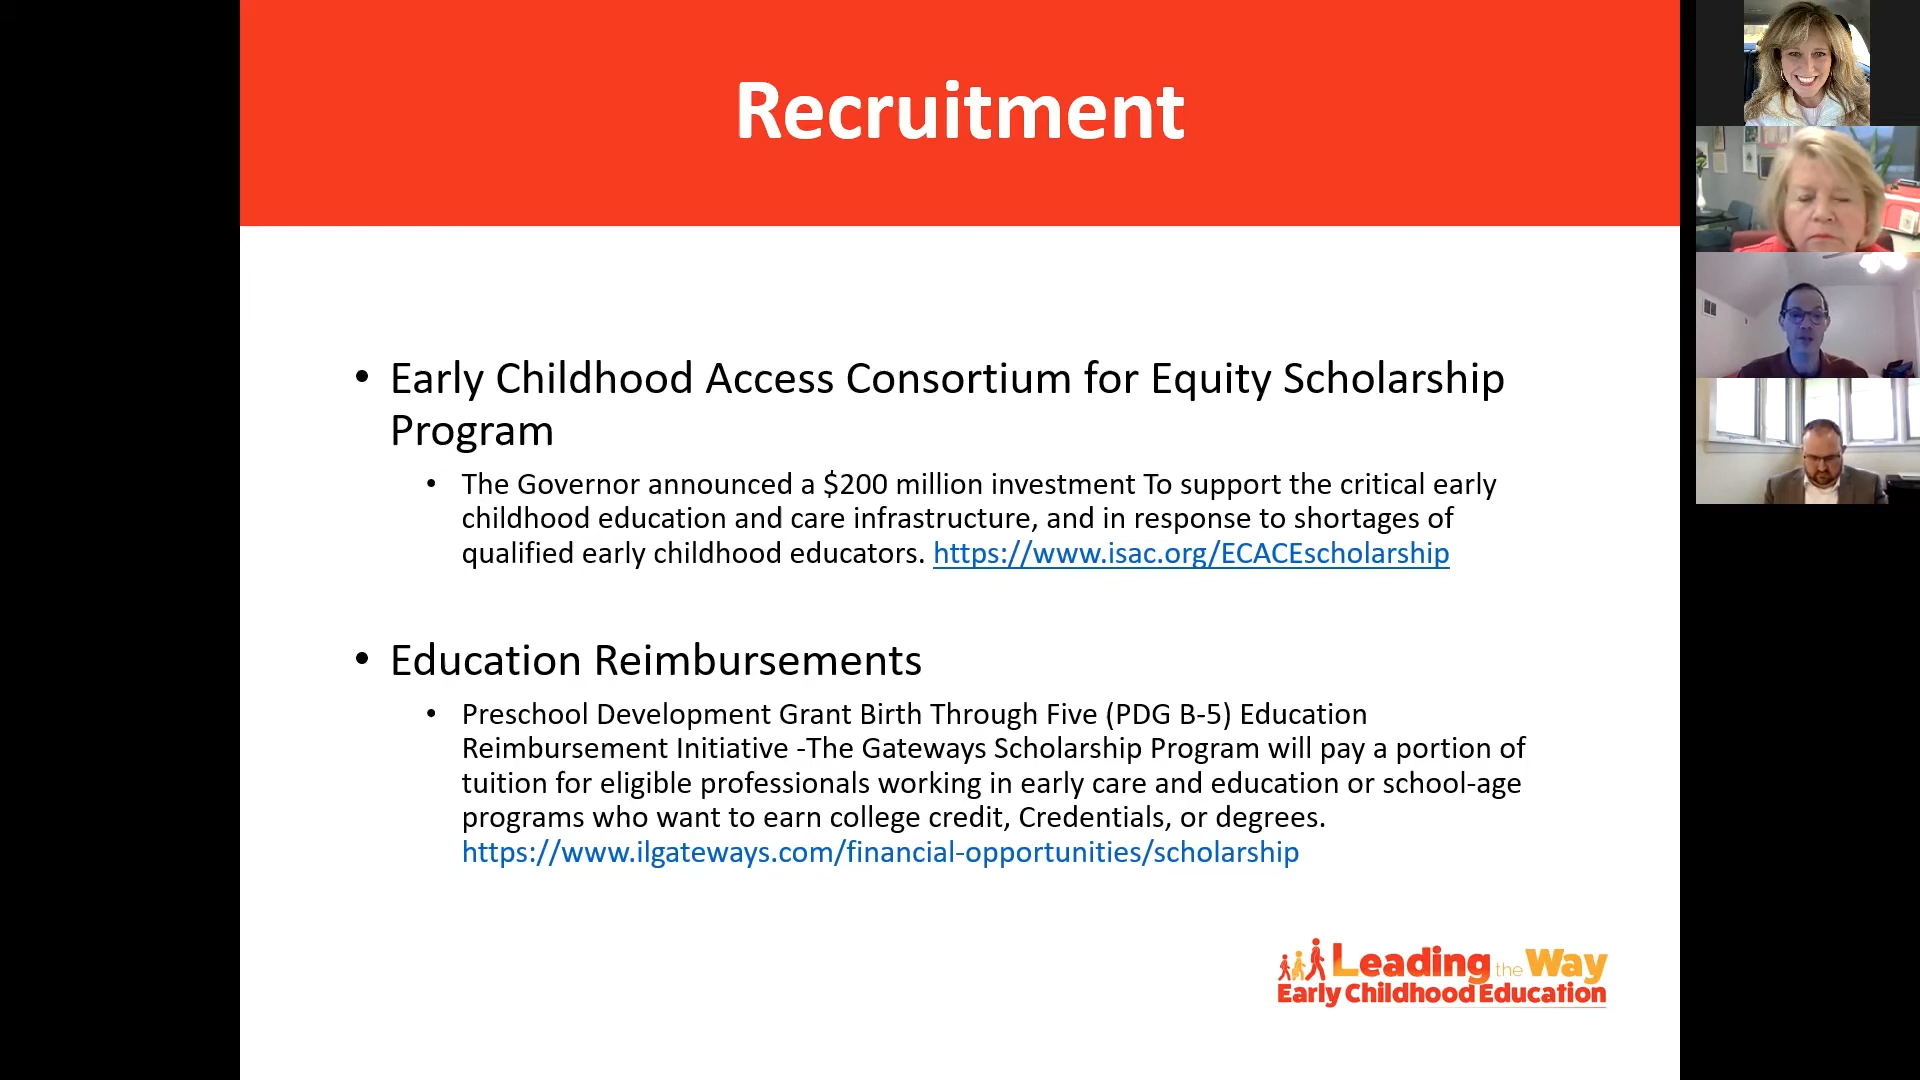 Recruitment
• Early Childhood Access Consortium for Equity Scholarship
Program
• The Governor announced a $200 million investment To support the critical early
childhood education and care infrastructure, and in response to shortages of
qualified early childhood educators. https://www.isac.org/ECACEscholarship
• Education Reimbursements
• Preschool Development Grant Birth Through Five (PDG B-5) Education
Reimbursement Initiative -The Gateways Scholarship Program will pay a portion of
tuition for eligible professionals working in early care and education or school-age
programs who want to earn college credit, Credentials, or degrees.
https://www.ilgateways.com/financial-opportunities/scholarship
Leading the Way
Early Childhood Education